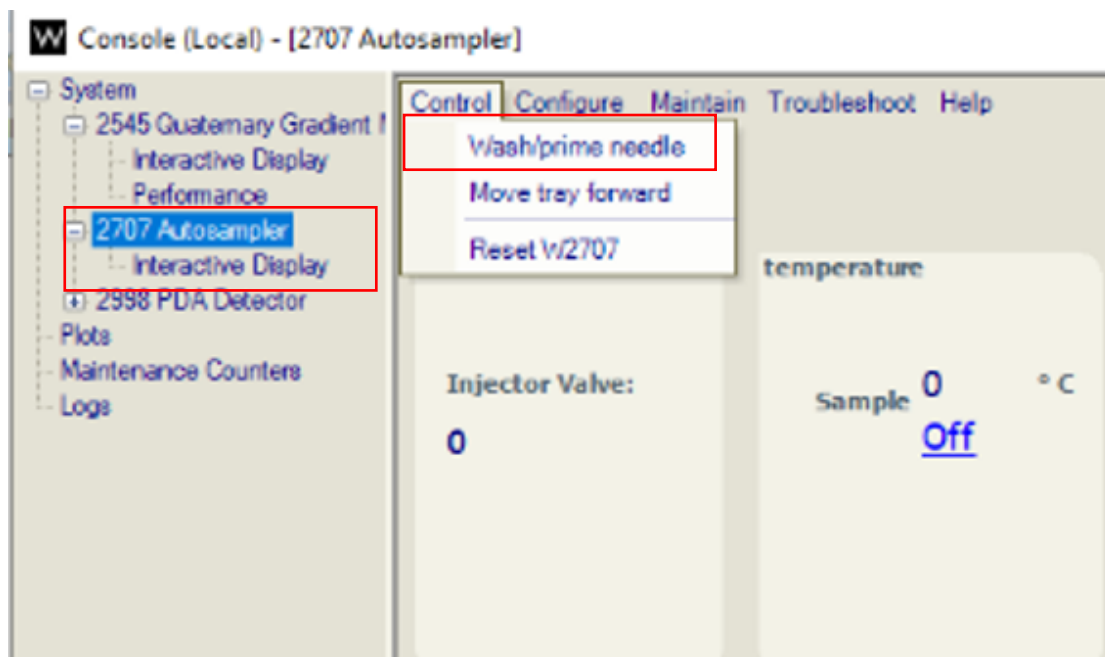 W Console (Local) - [2707 Autosampler]
System
2545 Quaternary Gradient
Interactive Display
Performance
2707 Autosampler
Interactive Display
2998 PDA Detector
Plots
Maintenance Counters
Logs
Control Configure Maintain Troubleshoot Help
Wash/prime needle
Move tray forward
Reset W2707
temperature
Injector Valve:
0
Sample 0 ° C
Off